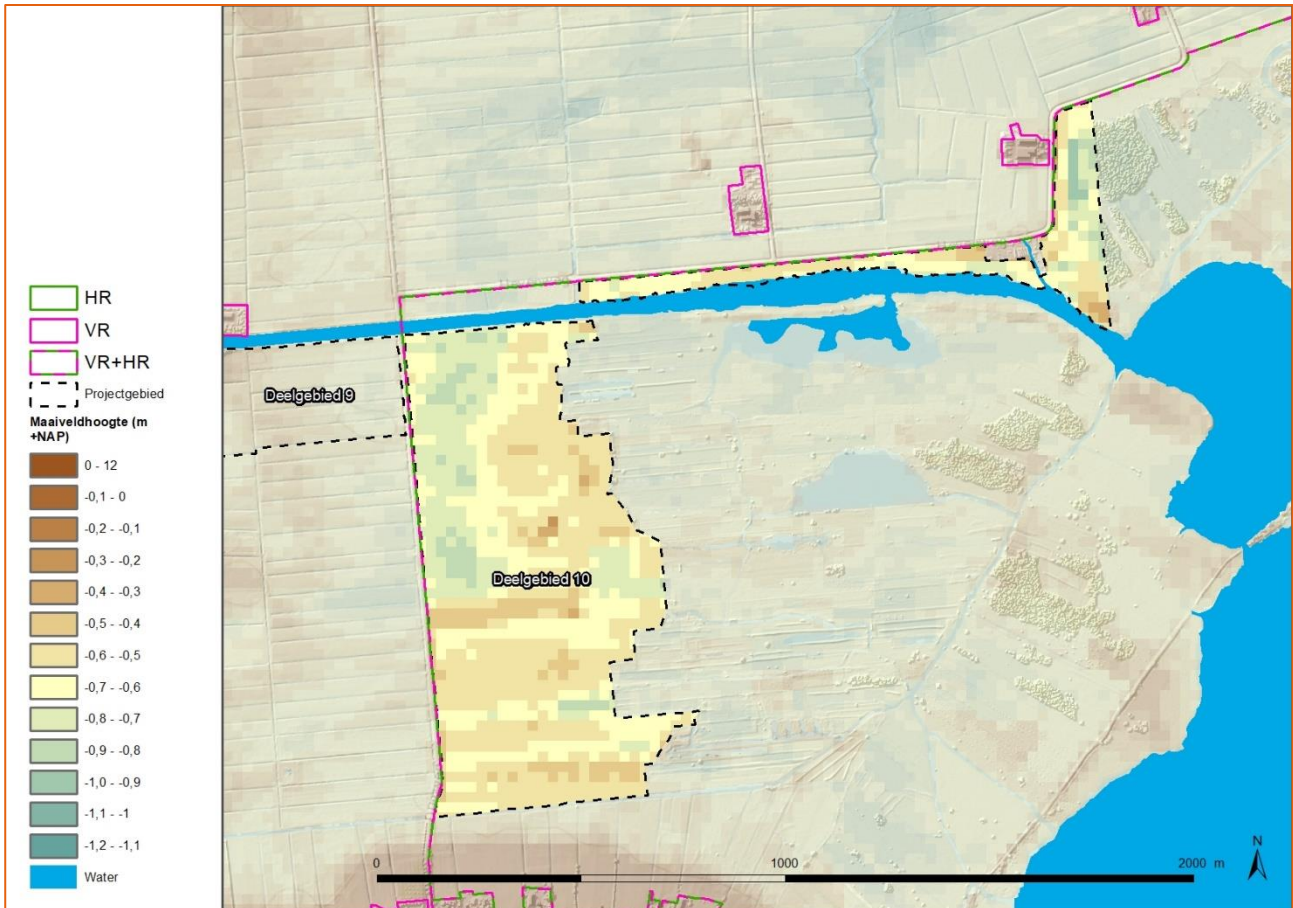 HR
VR
VR+HR
Projectgebied
Maaiveldhoogte (m
+NAP)
0 - 12
-0,1 - 0
-0,2 - -0,1
-0,3 - -0,2
-0,4 - -0,3
-0,5 - -0,4
-0,6 - -0,5
-0,7 - -0,6
-0,8 - -0,7
-0,9 - -0,8
-1,0 - -0,9
-1,1 - -1
-1,2 - -1,1
Water
Deelgebied 9
Deelgebied 10
0 1000 2000 m
N